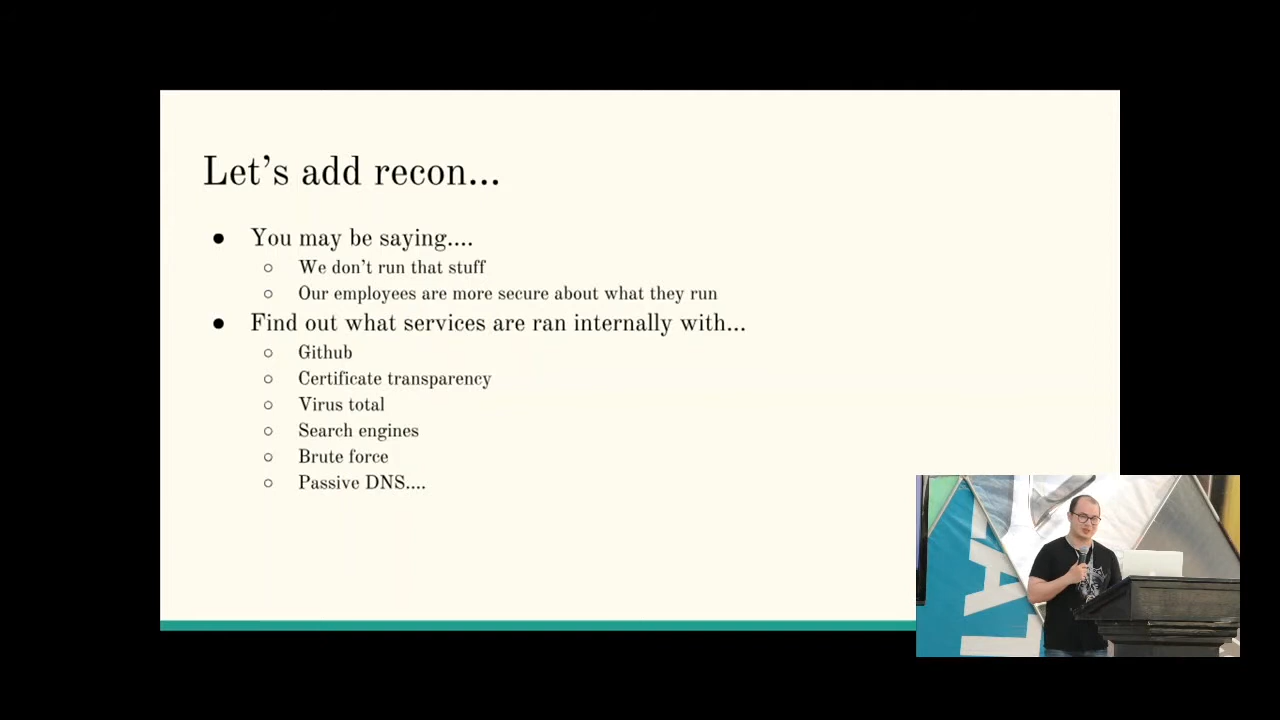 Let's add recon...
● You may be saying....
○ We don't run that stuff
○ Our employees are more secure about what they run
● Find out what services are ran internally with...
○ Github
○ Certificate transparency
○ Virus total
○ Search engines
○ Brute force
○ Passive DNS....